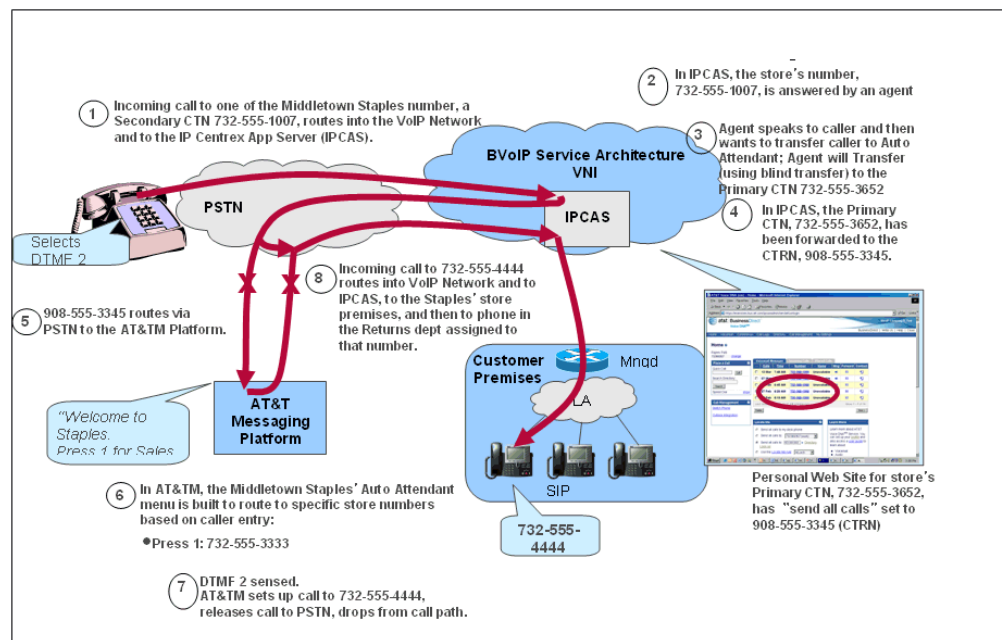 1
Incoming call to one of the Middletown Staples number, a
Secondary CTN 732-555-1007, routes into the VoIP Network
and to the IP Centrex App Server (IPCAS).
2
In IPCAS, the store's number,
732-555-1007, is answered by an agent
3
Agent speaks to caller and then
wants to transfer caller to Auto
Attendant; Agent will Transfer
(using blind transfer) to the
Primary CTN 732-555-3652
4
In IPCAS, the Primary
CTN, 732-555-3652, has
been forwarded to the
CTRN, 908-555-3345.
BVoIP Service Architecture
VNI
PSTN
IPCAS
Selects
DTMF 2
8
Incoming call to 732-555-4444
routes into VoIP Network and to
IPCAS, to the Staples' store
premises, and then to phone in
the Returns dept assigned to
that number.
5
908-555-3345 routes via
PSTN to the AT&TM Platform.
Customer
Premises
Mngd
LA
SIP
AT&T
Messaging
Platform
"Welcome to
Staples.
Press 1 for Sales
732-555-
4444
Personal Web Site for store's
Primary CTN, 732-555-3652,
has "send all calls" set to
908-555-3345 (CTRN)
6
In AT&TM, the Middletown Staples' Auto Attendant
menu is built to route to specific store numbers
based on caller entry:
•Press 1: 732-555-3333
7
DTMF 2 sensed.
AT&TM sets up call to 732-555-4444,
releases call to PSTN, drops from call path.